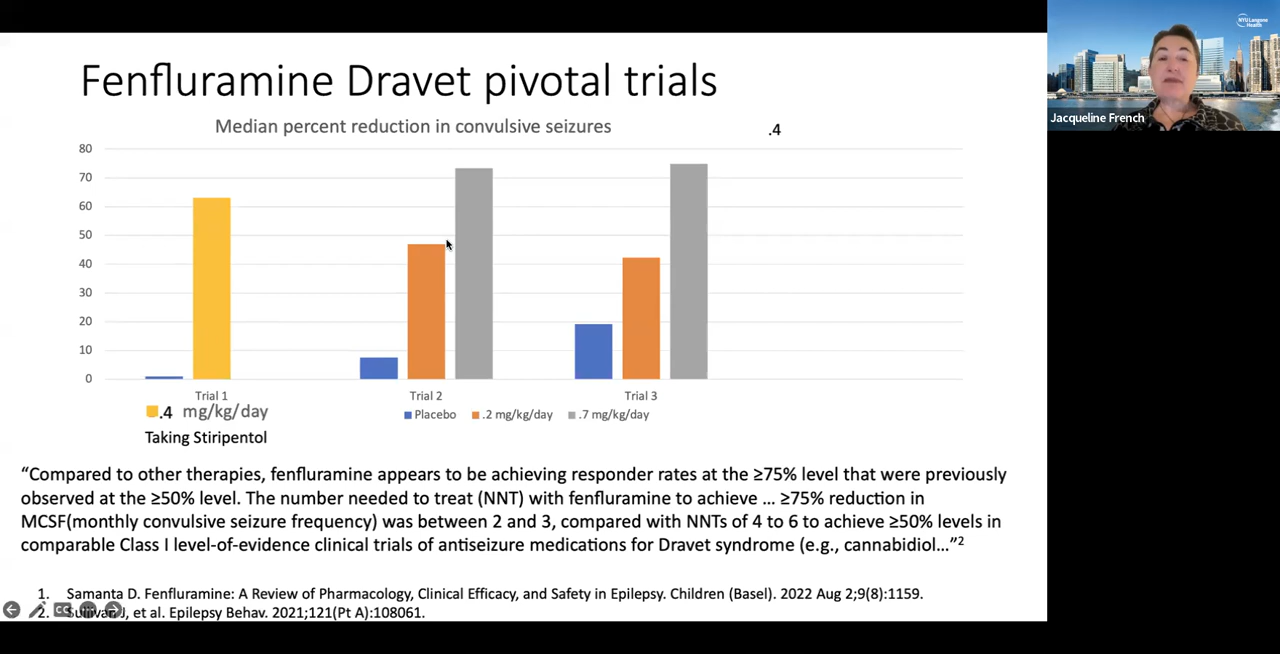 Fenfluramine Dravet pivotal trials
Median percent reduction in convulsive seizures
.4
80
70
60
50
40
30
20
10
0
Trial 1
Trial 2
Trial 3
.4 mg/kg/day
Placebo
.2 mg/kg/day
.7 mg/kg/day
Taking Stiripentol
“Compared to other therapies, fenfluramine appears to be achieving responder rates at the ≥75% level that were previously
observed at the ≥50% level. The number needed to treat (NNT) with fenfluramine to achieve … ≥75% reduction in
MCSF(monthly convulsive seizure frequency) was between 2 and 3, compared with NNTs of 4 to 6 to achieve ≥50% levels in
comparable Class I level-of-evidence clinical trials of antiseizure medications for Dravet syndrome (e.g., cannabidiol…”2
1. Samanta D. Fenfluramine: A Review of Pharmacology, Clinical Efficacy, and Safety in Epilepsy. Children (Basel). 2022 Aug 2;9(8):1159.
2. J, et al. Epilepsy Behav. 2021;121(Pt A):108061.
CC
NYU Langone
Health
Jacqueline French